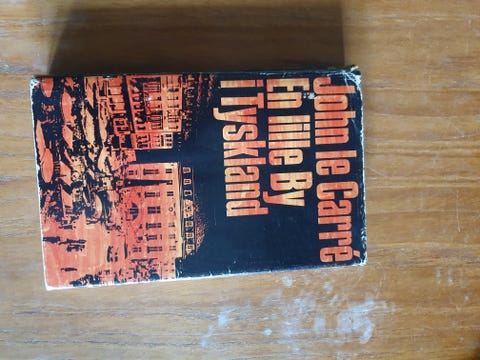 John le Carré
En lille By
i Tyskland